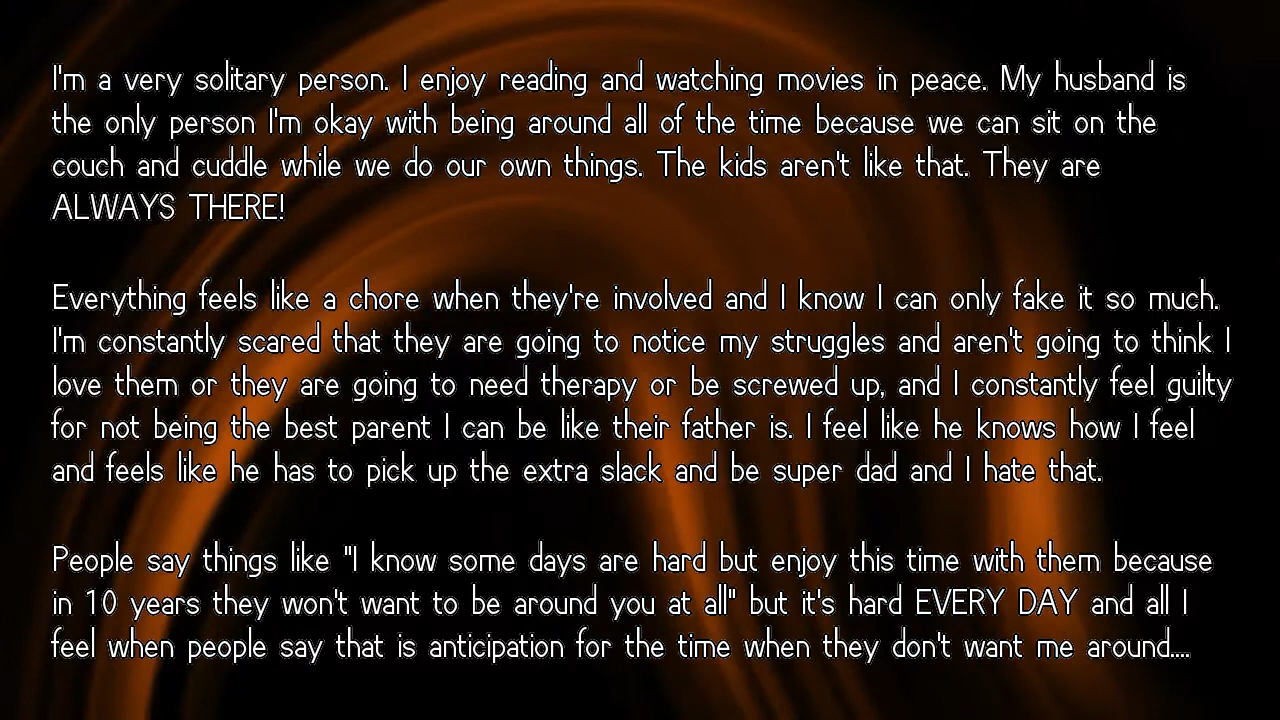 I'm a very solitary person. I enjoy reading and watching movies in peace. My husband is
the only person I'm okay with being around all of the time because we can sit on the
couch and cuddle while we do our own things. The kids aren't like that. They are
ALWAYS THERE!
Everything feels like a chore when they're involved and I know I can only fake it so much.
I'm constantly scared that they are going to notice my struggles and aren't going to think I
love them or they are going to need therapy or be screwed up, and I constantly feel guilty
for not being the best parent I can be like their father is. I feel like he knows how I feel
and feels like he has to pick up the extra slack and be super dad and I hate that.
People say things like "I know some days are hard but enjoy this time with them because
in 10 years they won't want to be around you at all" but it's hard EVERY DAY and all I
feel when people say that is anticipation for the time when they don't want me around....